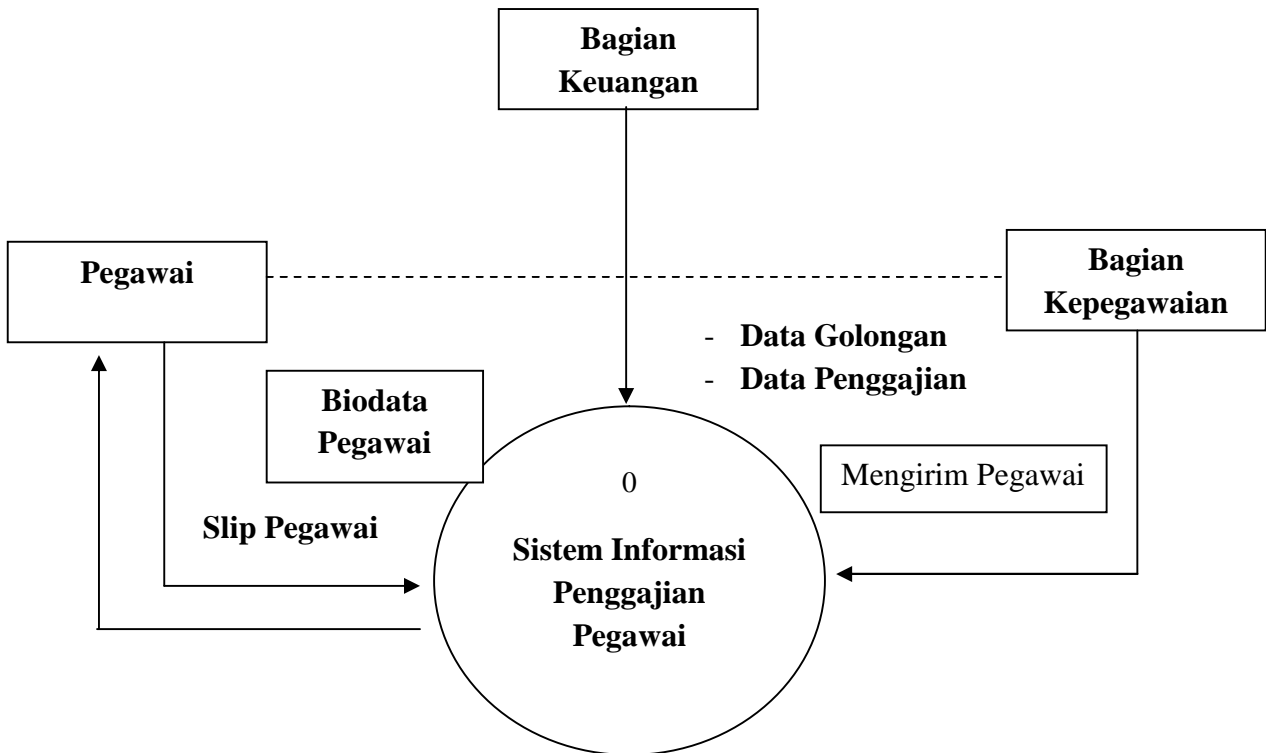 Bagian
Keuangan
Pegawai
Bagian
Kepegawaian
- Data Golongan
- Data Penggajian
Biodata
Pegawai
Mengirim Pegawai
0
Slip Pegawai
Sistem Informasi
Penggajian
Pegawai